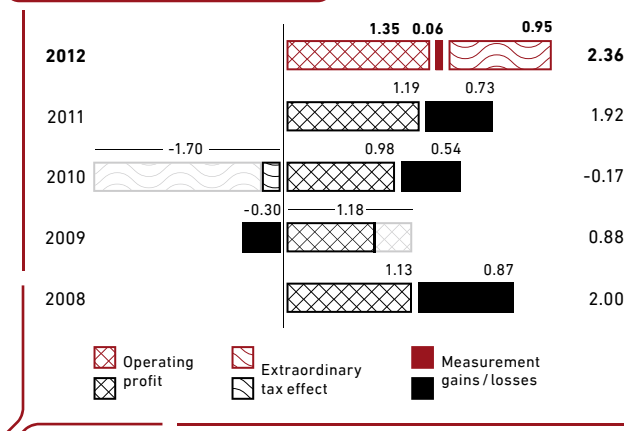 1.35 0.06 0.95
2012 2.36
1.19 0.73
2011 1.92
-1.70 0.98 0.54
2010 -0.17
-0.30 1.18
2009 0.88
1.13 0.87
2008 2.00
Operating profit
Extraordinary tax effect
Measurement gains/losses